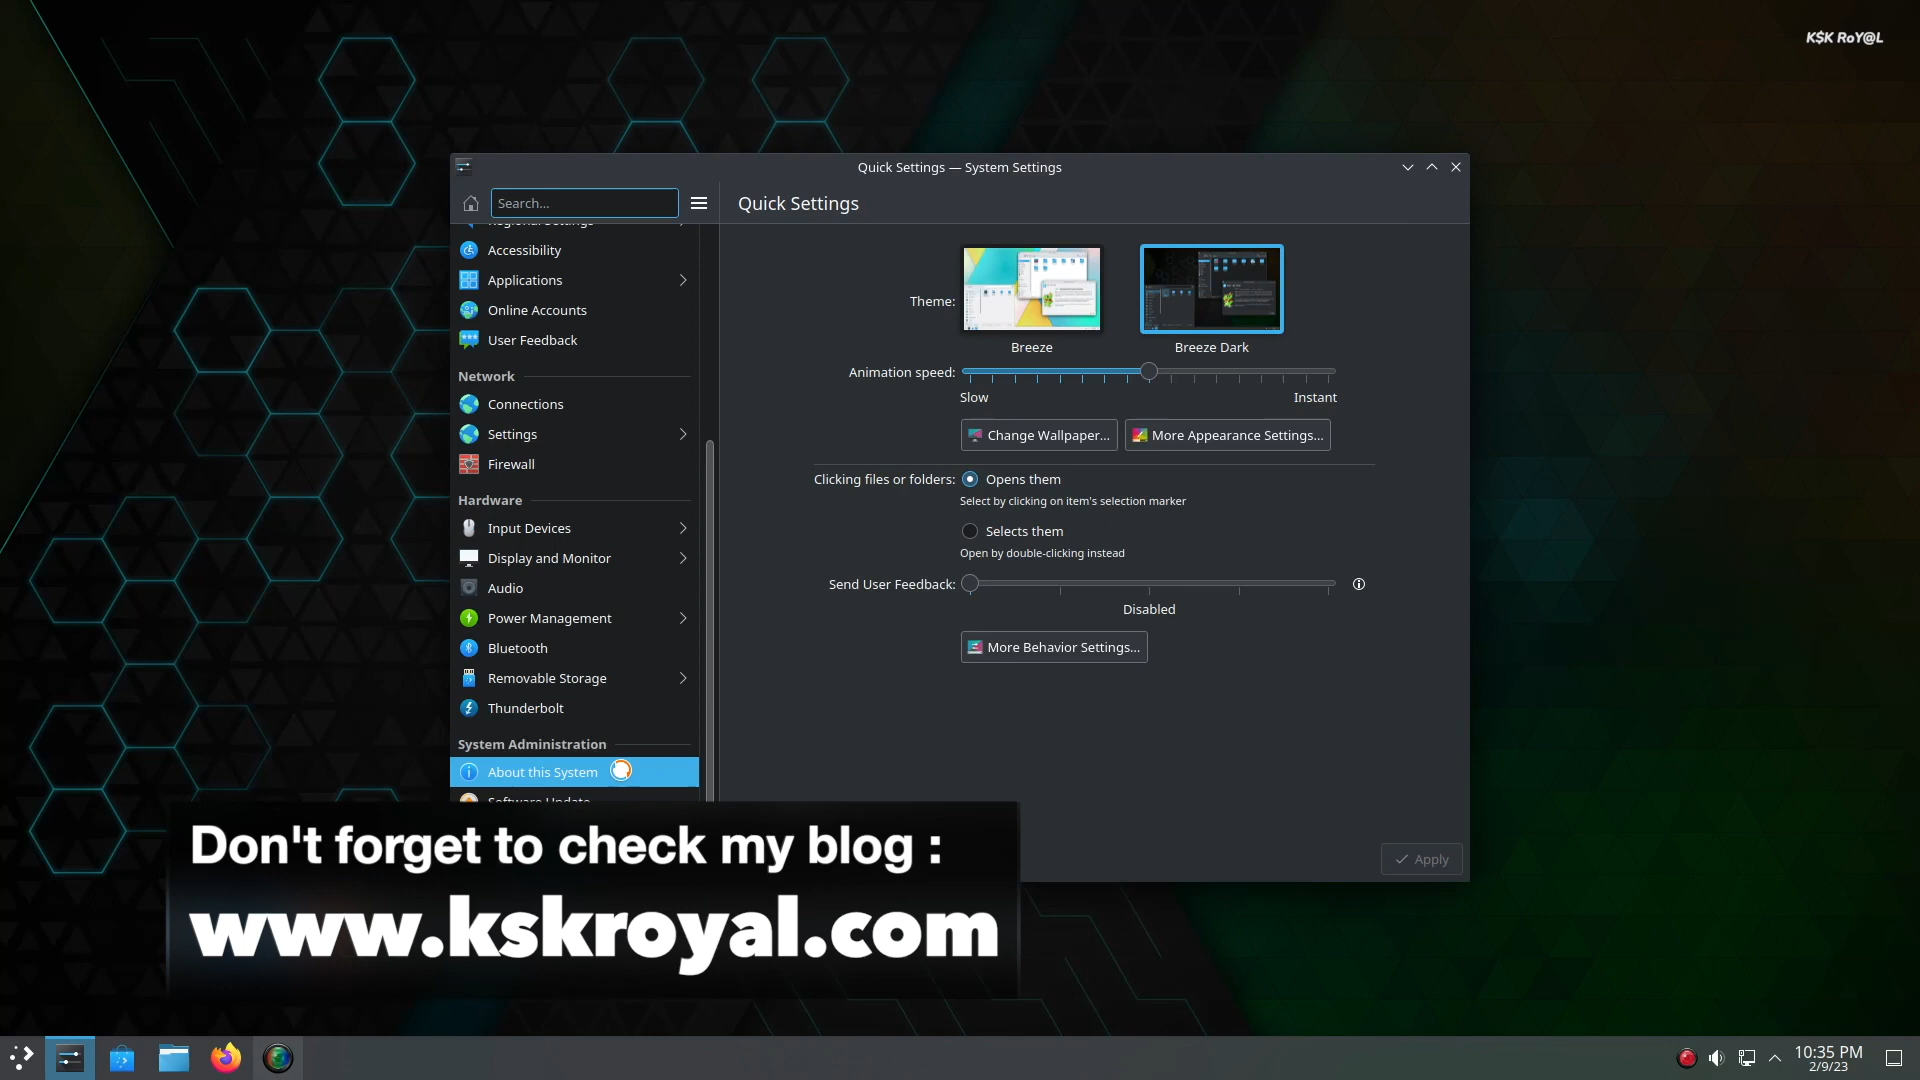 K$K RoY@L
Quick Settings — System Settings
Search...
Quick Settings
Regional Settings
Accessibility
Applications
Online Accounts
User Feedback
Network
Connections
Settings
Firewall
Hardware
Input Devices
Display and Monitor
Audio
Power Management
Bluetooth
Removable Storage
Thunderbolt
System Administration
About this System
Software Update
Theme:
Breeze
Breeze Dark
Animation speed:
Slow
Instant
Change Wallpaper...
More Appearance Settings...
Clicking files or folders:
Opens them
Select by clicking on item's selection marker
Selects them
Open by double-clicking instead
Send User Feedback:
Disabled
More Behavior Settings...
Apply
Don't forget to check my blog :
www.kskroyal.com
10:35 PM
2/9/23